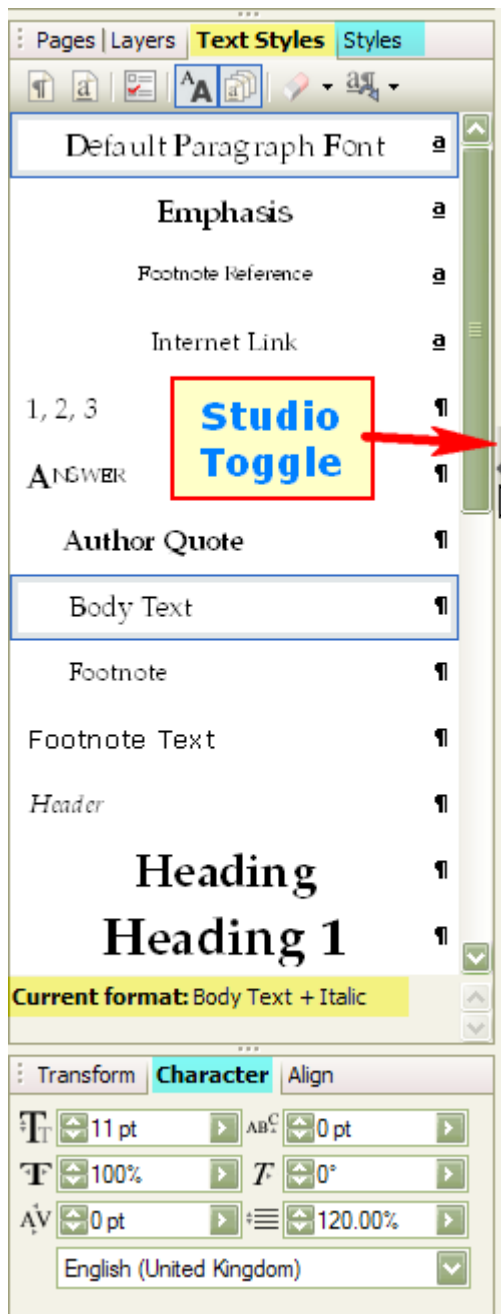 Pages | Layers Text Styles Styles
Default Paragraph Font a
Emphasis a
Footnote Reference a
Internet Link a
1, 2, 3 ¶
Studio
Toggle
ANSWER ¶
Author Quote ¶
Body Text ¶
Footnote ¶
Footnote Text ¶
Header ¶
Heading ¶
Heading 1 ¶
Current format: Body Text + Italic
Transform Character Align
11 pt 0 pt
100% 0°
0 pt 120.00%
English (United Kingdom)